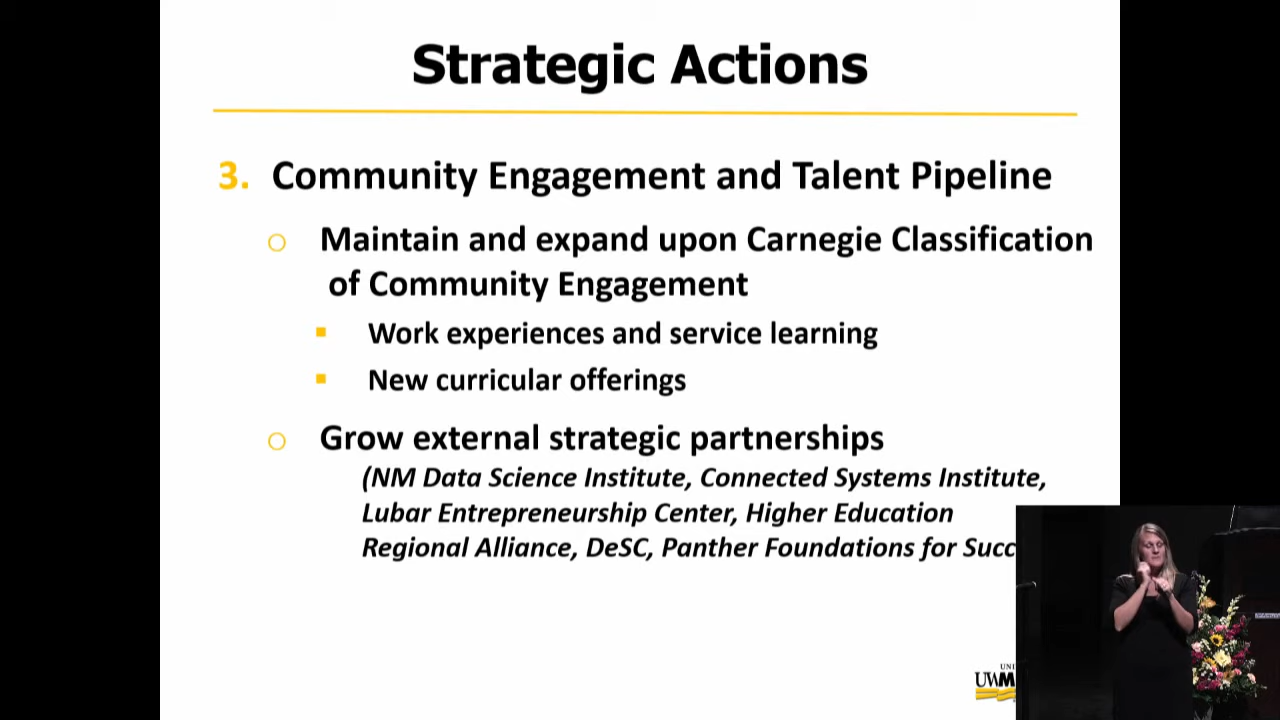 Strategic Actions
3. Community Engagement and Talent Pipeline
Maintain and expand upon Carnegie Classification
of Community Engagement
Work experiences and service learning
New curricular offerings
Grow external strategic partnerships
(NM Data Science Institute, Connected Systems Institute,
Lubar Entrepreneurship Center, Higher Education
Regional Alliance, DeSC, Panther Foundations for Succ
UNI
UWM